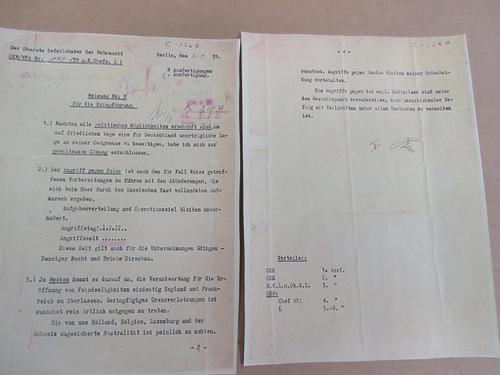 Der Oberste Befehlshaber der Wehrmacht
OKW/WFA Nr. /39 g.K.Chefs. L I
Berlin, den 39.
8 Ausfertigungen
2. Ausfertigung.
Weisung Nr. 1
für die Kriegführung.
1.) Nachdem alle politischen Möglichkeiten erschöpft sind, um
auf friedlichem Wege eine für Deutschland unerträgliche La-
ge an seiner Ostgrenze zu beseitigen, habe ich mich zur
gewaltsamen Lösung entschlossen.
2.) Der Angriff gegen Polen ist nach den für Fall Weiss getrof-
fenen Vorbereitungen zu führen mit den Abänderungen, die
sich beim Heer durch den inzwischen fast vollendeten Auf-
marsch ergeben.
Aufgabenverteilung und Operationsziel bleiben unver-
ändert.
Angriffstag:
Angriffszeit
Diese Zeit gilt auch für die Unternehmungen Gdingen -
Danziger Bucht und Brücke Dirschau.
3.) Im Westen kommt es darauf an, die Verantwortung für die Er-
öffnung von Feindseligkeiten eindeutig England und Frank-
reich zu überlassen. Geringfügigen Grenzverletzungen ist
zunächst rein örtlich entgegen zu treten.
Die von uns Holland, Belgien, Luxemburg und der
Schweiz zugesicherte Neutralität ist peinlich zu achten.
- 2 -
zunutzen. Angriffe gegen London bleiben meiner Entschei-
dung vorbehalten.
Die Angriffe gegen das engl. Mutterland sind unter
dem Gesichtspunkt vorzubereiten, dass unzureichender Er-
folg mit Teilkräften unter allen Umständen zu vermeiden
ist.
Verteiler:
OKH 1. Ausf.
OKM 2. "
R.d.L.u.Ob.d.L. 3. "
OKW:
Chef WFA 4. "
L 5.-8. "